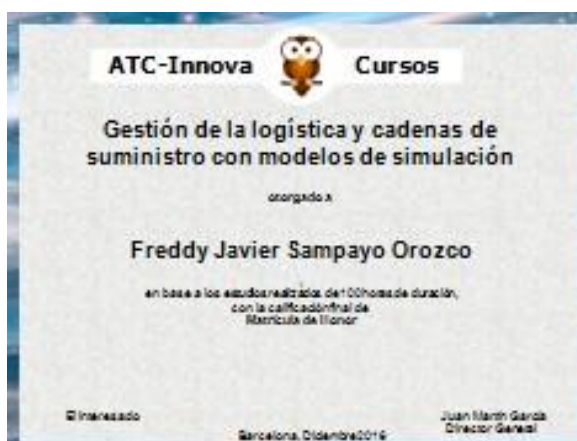 ATC-Innova Cursos
Gestión de la logística y cadenas de
suministro con modelos de simulación
otorgado a
Freddy Javier Sampayo Orozco
en base a los estudios realizados de 100 horas de duración,
con la calificación final de
Matrícula de Honor
El interesado
Juan Martín García
Director General
Barcelona, Diciembre 2016